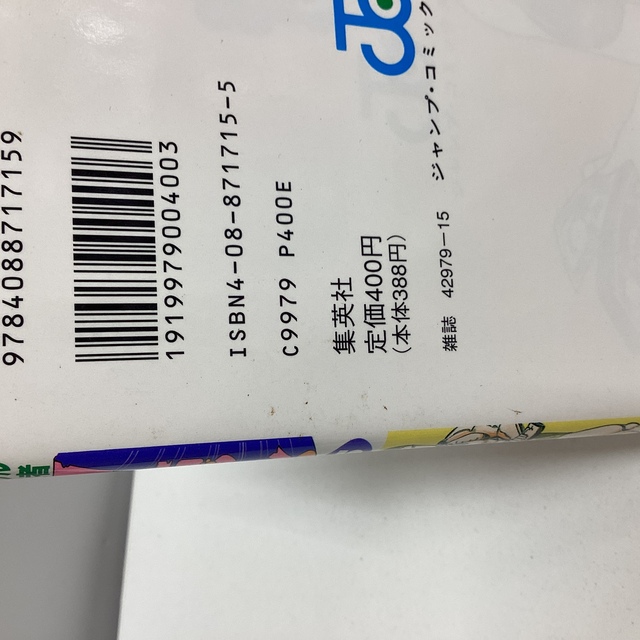 9784088717159
1919979004003
ISBN4-08-871715-5
C9979 P400E
集英社
定価400円
(本体388円)
雑誌 42979-15 ジャンプ・コミック